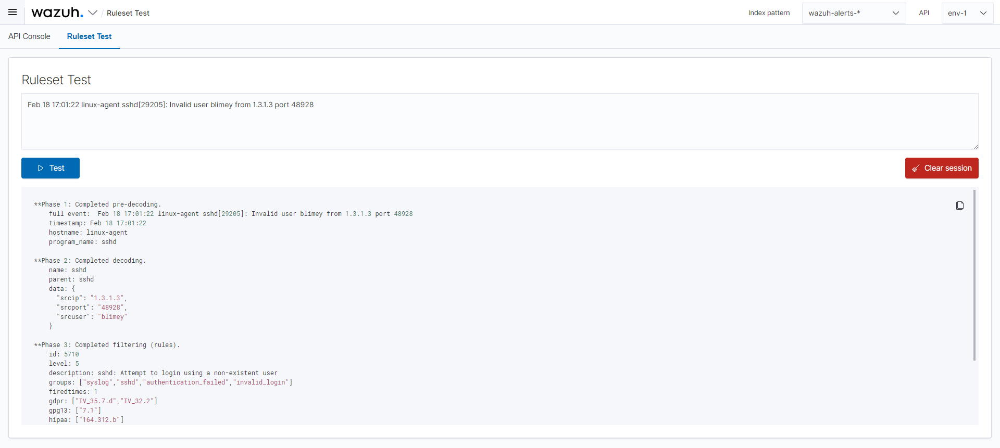 wazuh. / Ruleset Test Index pattern wazuh-alerts-* API env-1
API Console Ruleset Test
Ruleset Test
Feb 18 17:01:22 linux-agent sshd[29205]: Invalid user blimey from 1.3.1.3 port 48928
Test Clear session
**Phase 1: Completed pre-decoding.
    full event:  Feb 18 17:01:22 linux-agent sshd[29205]: Invalid user blimey from 1.3.1.3 port 48928
    timestamp: Feb 18 17:01:22
    hostname: linux-agent
    program_name: sshd
**Phase 2: Completed decoding.
    name: sshd
    parent: sshd
    data: {
      "srcip": "1.3.1.3",
      "srcport": "48928",
      "srcuser": "blimey"
    }
**Phase 3: Completed filtering (rules).
    id: 5710
    level: 5
    description: sshd: Attempt to login using a non-existent user
    groups: ["syslog","sshd","authentication_failed","invalid_login"]
    firedtimes: 1
    gdpr: ["IV_35.7.d","IV_32.2"]
    gpg13: ["7.1"]
    hipaa: ["164.312.b"]